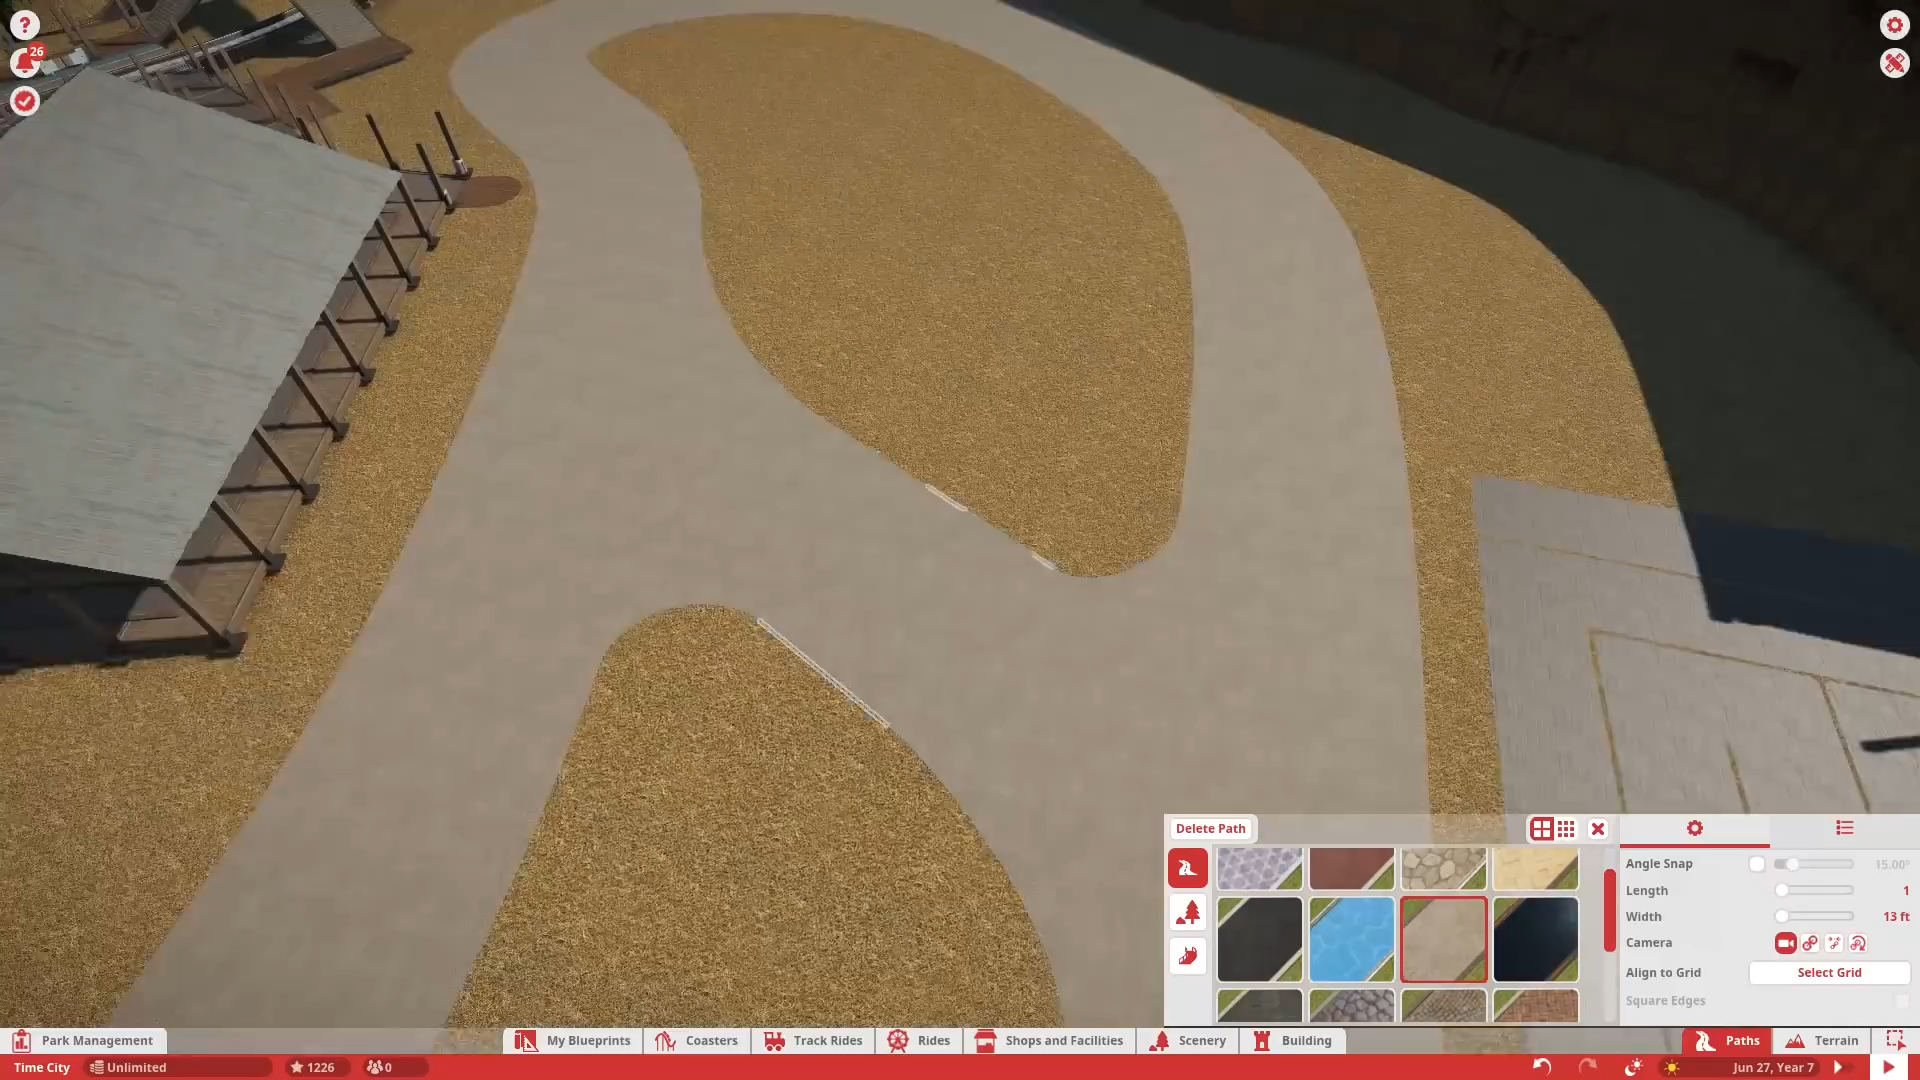 ?
26
Delete Path
Angle Snap 15.00°
Length 1
Width 13 ft
Camera
Align to Grid Select Grid
Square Edges
Park Management My Blueprints Coasters Track Rides Rides Shops and Facilities Scenery Building Paths Terrain
Time City Unlimited 1226 0 Jun 27, Year 7